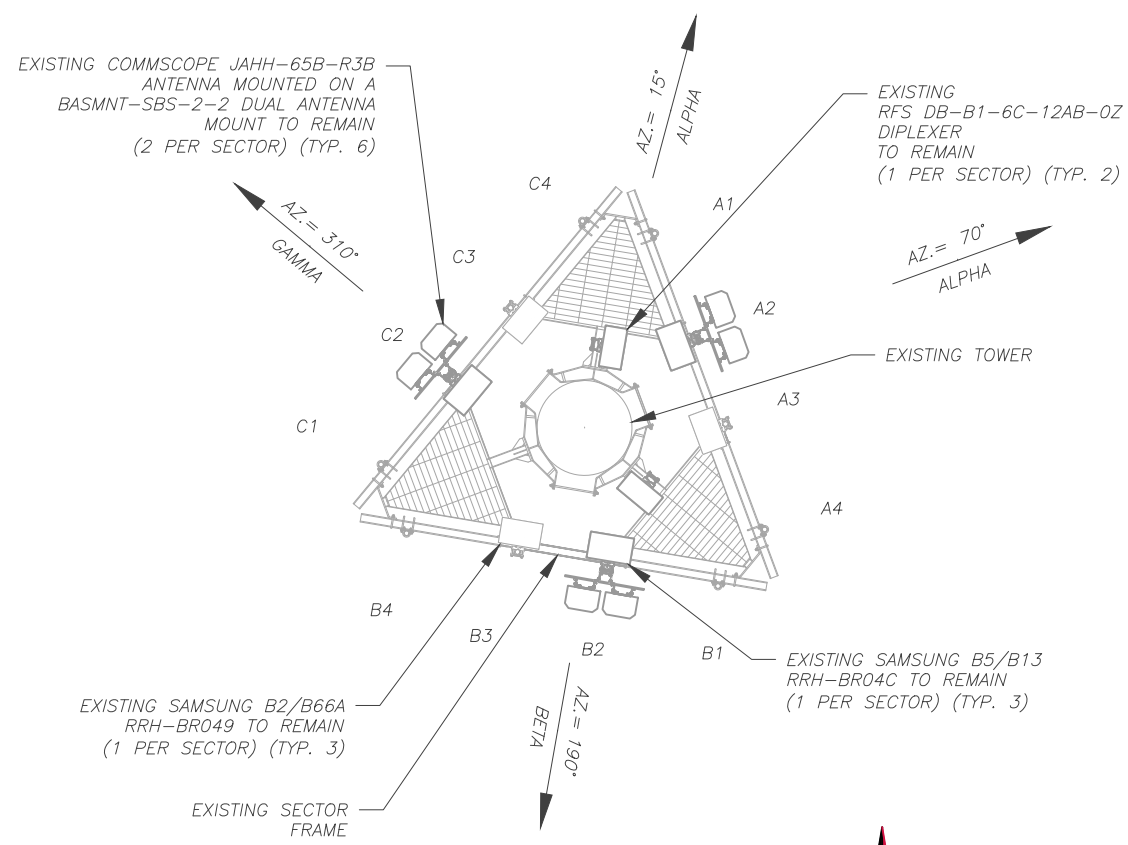 EXISTING COMMSCOPE JAHH-65B-R3B
ANTENNA MOUNTED ON A
BASMNT-SBS-2-2 DUAL ANTENNA
MOUNT TO REMAIN
(2 PER SECTOR) (TYP. 6)
AZ.= 15°
ALPHA
EXISTING
RFS DB-B1-6C-12AB-0Z
DIPLEXER
TO REMAIN
(1 PER SECTOR) (TYP. 2)
AZ.= 310°
GAMMA
C4
A1
C3
AZ.= 70°
ALPHA
A2
C2
EXISTING TOWER
A3
C1
A4
B4
B3
B2
B1
AZ.= 190°
BETA
EXISTING SAMSUNG B5/B13
RRH-BR04C TO REMAIN
(1 PER SECTOR) (TYP. 3)
EXISTING SAMSUNG B2/B66A
RRH-BR049 TO REMAIN
(1 PER SECTOR) (TYP. 3)
EXISTING SECTOR
FRAME